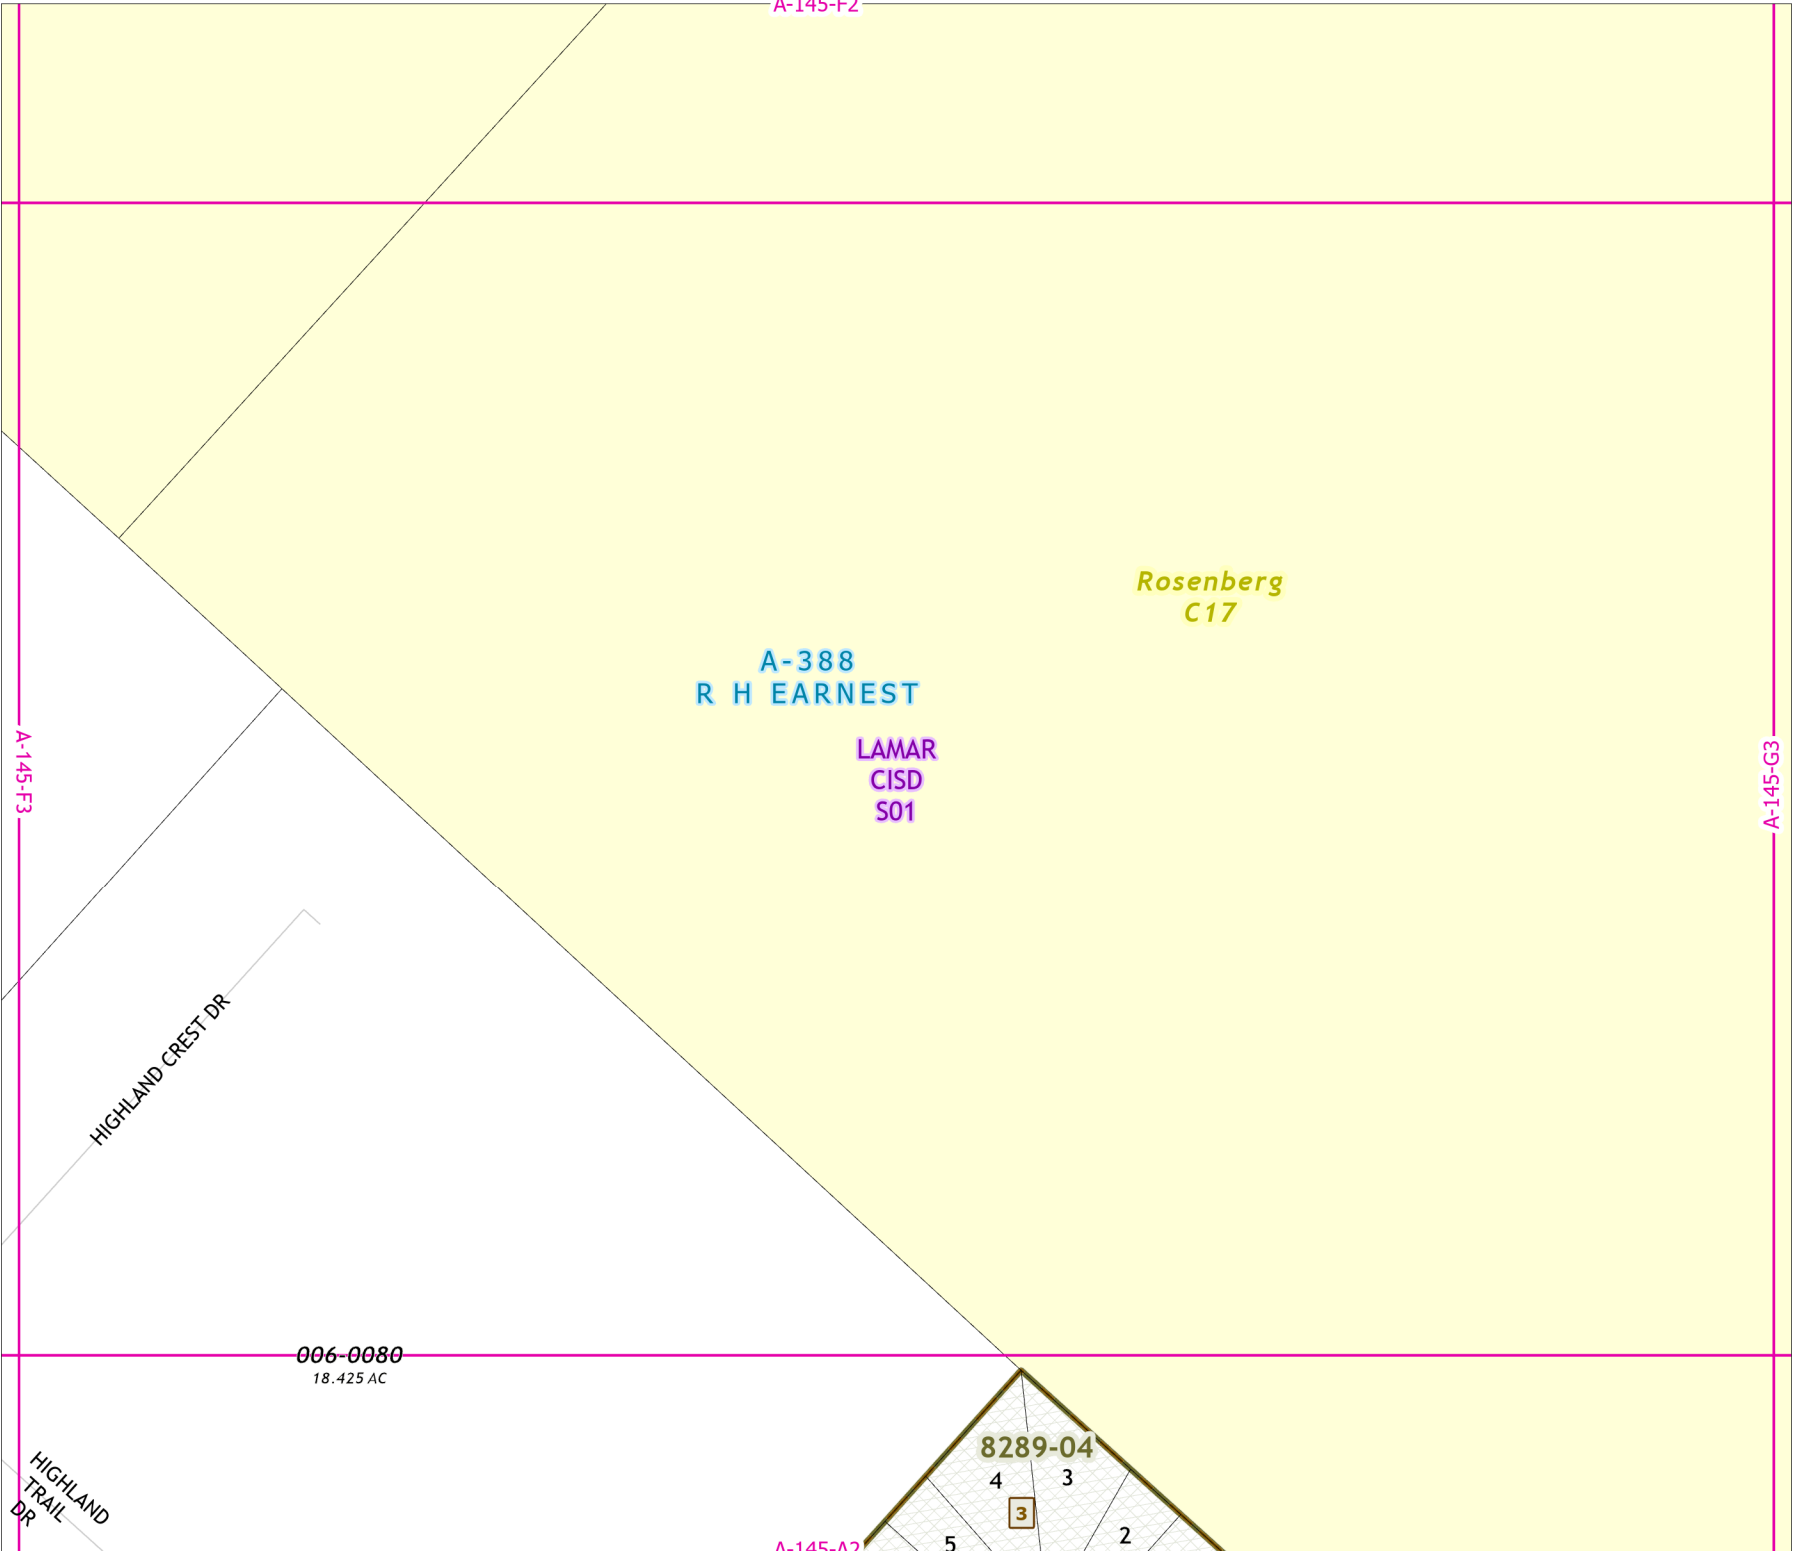 A-145-F2
Rosenberg
C17
A-388
R H EARNEST
LAMAR
CISD
S01
A-145-F3
A-145-G3
HIGHLAND CREST DR
006-0080
18.425 AC
8289-04
4
3
3
2
5
HIGHLAND
TRAIL
DR
A-145-A2